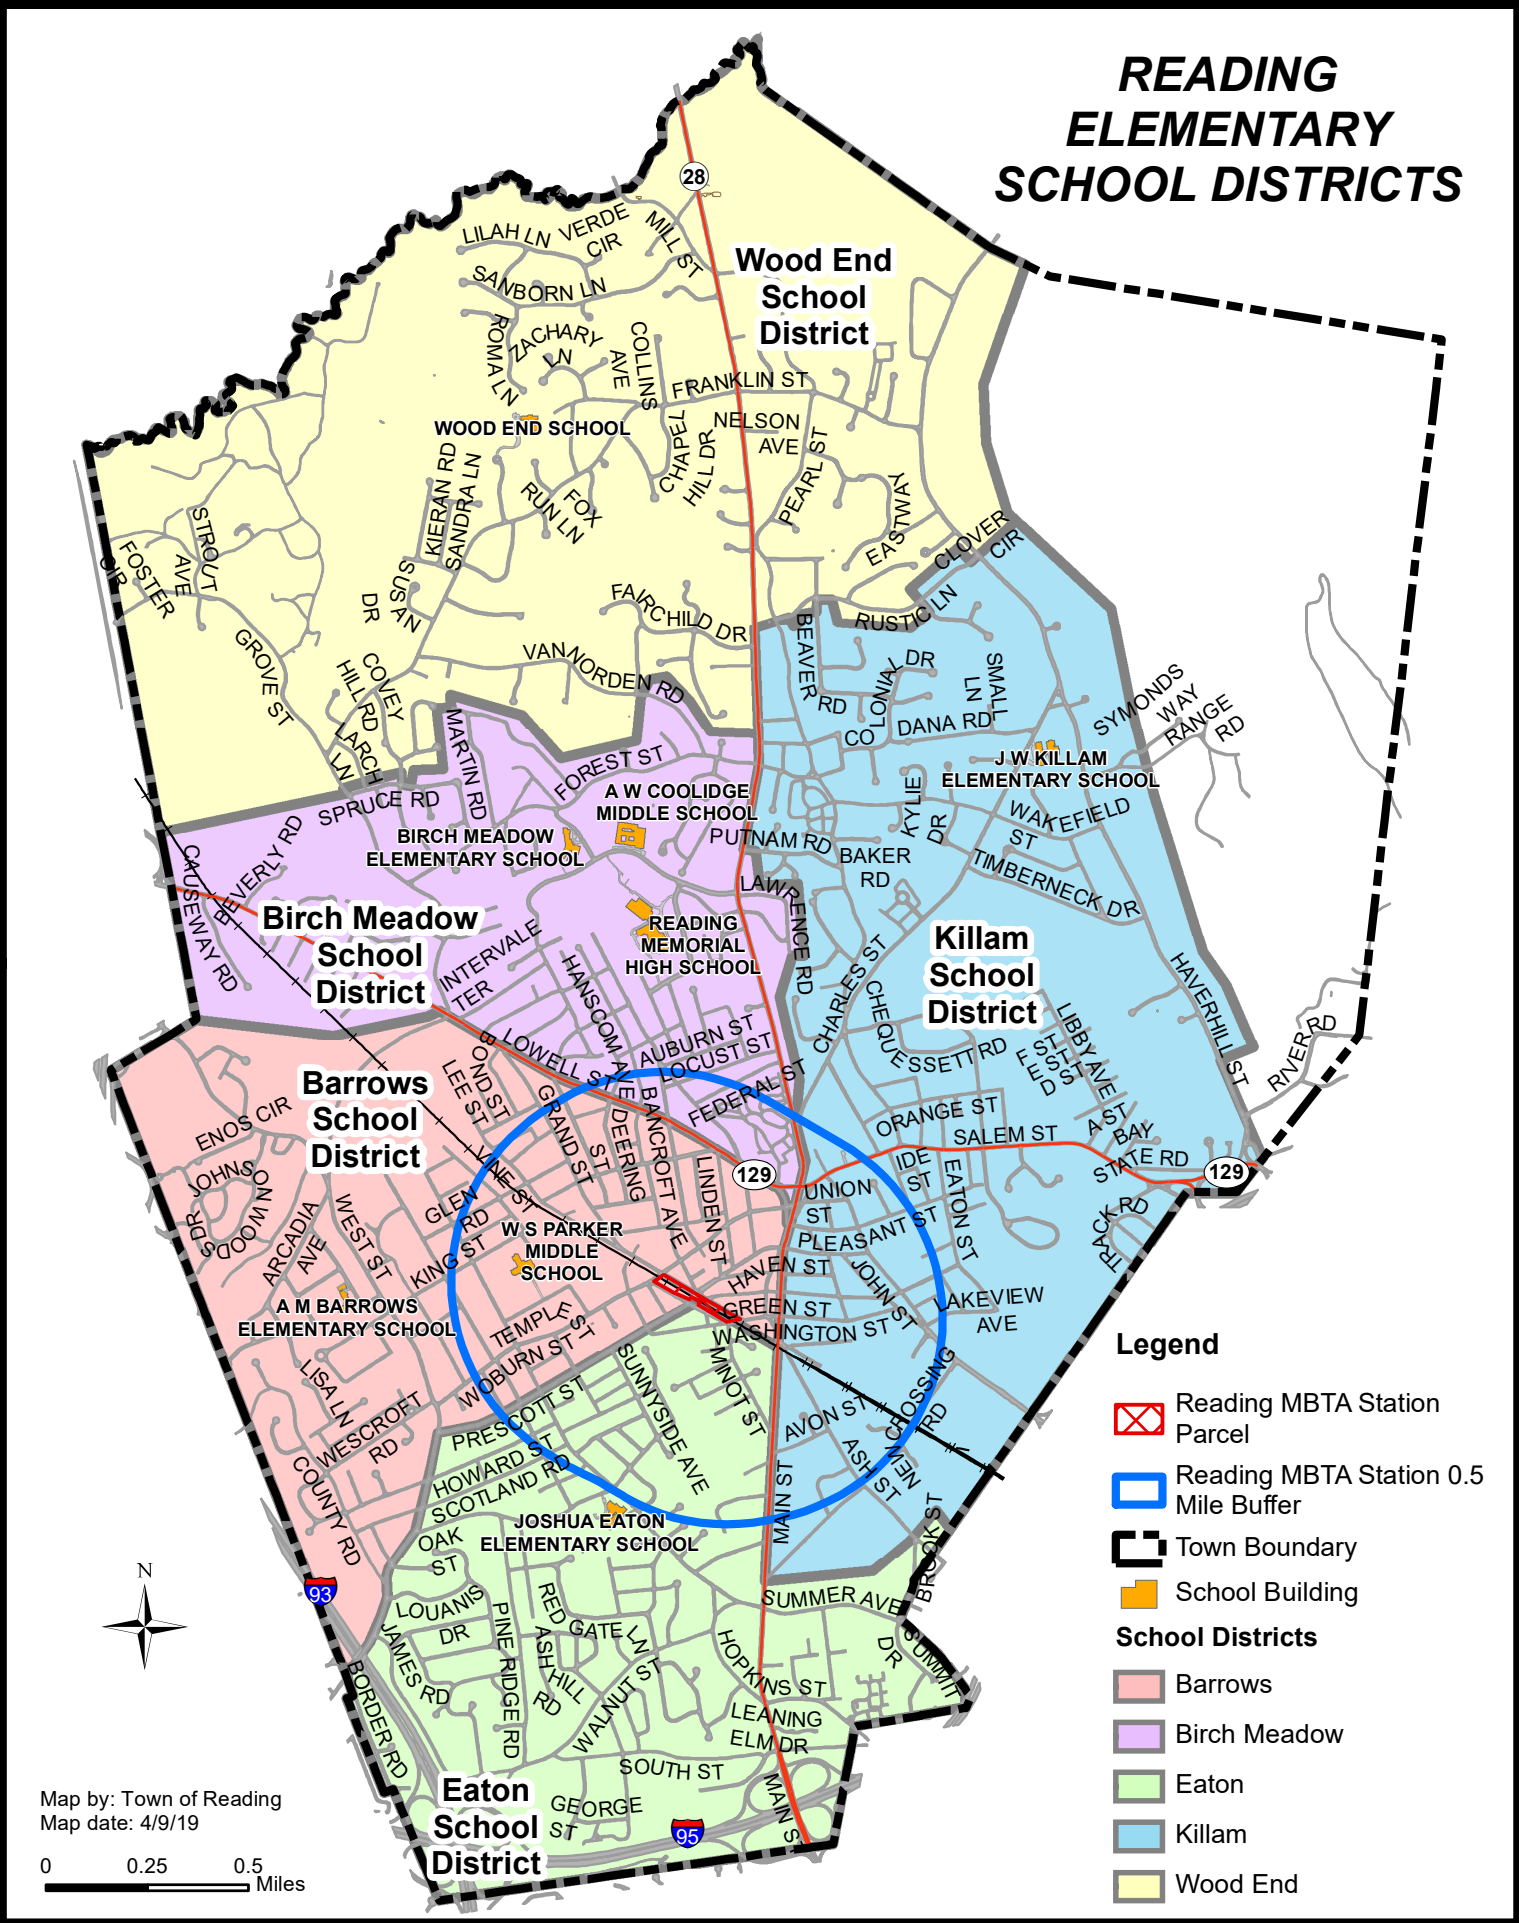 READING
ELEMENTARY
SCHOOL DISTRICTS
28
LILAH LN
VERDE
CIR
MILL ST
SANBORN LN
Wood End
School
District
ROMA LN
ZACHARY
LN
COLLINS
AVE
FRANKLIN ST
WOOD END SCHOOL
CHAPEL
HILL DR
NELSON
AVE
PEARL ST
EASTWAY
KIERAN RD
SANDRA LN
FOX
RUN LN
STROUT
AVE
FOSTER
CIR
SUSAN
DR
CLOVER
CIR
FAIRCHILD DR
RUSTIC LN
BEAVER
RD
GROVE ST
COVEY
HILL RD
VAN NORDEN RD
COLONIAL DR
SMALL
LN
DANA RD
SYMONDS
WAY
RANGE
RD
LARCH
LN
MARTIN RD
FOREST ST
J W KILLAM
ELEMENTARY SCHOOL
SPRUCE RD
A W COOLIDGE
MIDDLE SCHOOL
KYLIE
DR
WAKEFIELD
ST
BEVERLY RD
BIRCH MEADOW
ELEMENTARY SCHOOL
PUTNAM RD
BAKER
RD
TIMBERNECK DR
CAUSEWAY RD
LAWRENCE RD
Birch Meadow
School
District
READING
MEMORIAL
HIGH SCHOOL
INTERVALE
TER
HANSCOM AVE
Killam
School
District
CHARLES ST
CHEQUESSETT RD
HAVERHILL ST
LIBBY AVE
F ST
E ST
D ST
RIVER RD
BOND ST
LEE ST
LOWELL ST
AUBURN ST
LOCUST ST
FEDERAL ST
Barrows
School
District
ENOS CIR
GRAND ST
DEERING
ST
BANCROFT AVE
LINDEN ST
ORANGE ST
A ST
BAY
STATE RD
SALEM ST
129
129
JOHNSON WOODS DR
ARCADIA
AVE
WEST ST
VINE ST
GLEN
RD
KING ST
UNION
ST
IDE
ST
EATON ST
PLEASANT ST
TRACK RD
W S PARKER
MIDDLE
SCHOOL
HAVEN ST
JOHN ST
A M BARROWS
ELEMENTARY SCHOOL
GREEN ST
WASHINGTON ST
LAKEVIEW
AVE
TEMPLE
ST
WOBURN ST
SUNNYSIDE AVE
MINOT ST
LISA LN
WESCROFT
RD
PRESCOTT ST
AVON ST
NEW CROSSING
RD
ASH ST
COUNTY RD
HOWARD ST
SCOTLAND RD
MAIN ST
BROOK ST
JOSHUA EATON
ELEMENTARY SCHOOL
OAK
ST
93
LOUANIS
DR
RED
GATE LN
SUMMER AVE
JAMES RD
PINE RIDGE RD
ASH
HILL
RD
WALNUT ST
HOPKINS ST
SUMMIT
DR
BORDER RD
LEANING
ELM DR
SOUTH ST
MAIN ST
Eaton
School
District
GEORGE
ST
95
Legend
Reading MBTA Station
Parcel
Reading MBTA Station 0.5
Mile Buffer
Town Boundary
School Building
School Districts
Barrows
Birch Meadow
Eaton
Killam
Wood End
N
Map by: Town of Reading
Map date: 4/9/19
0 0.25 0.5
Miles